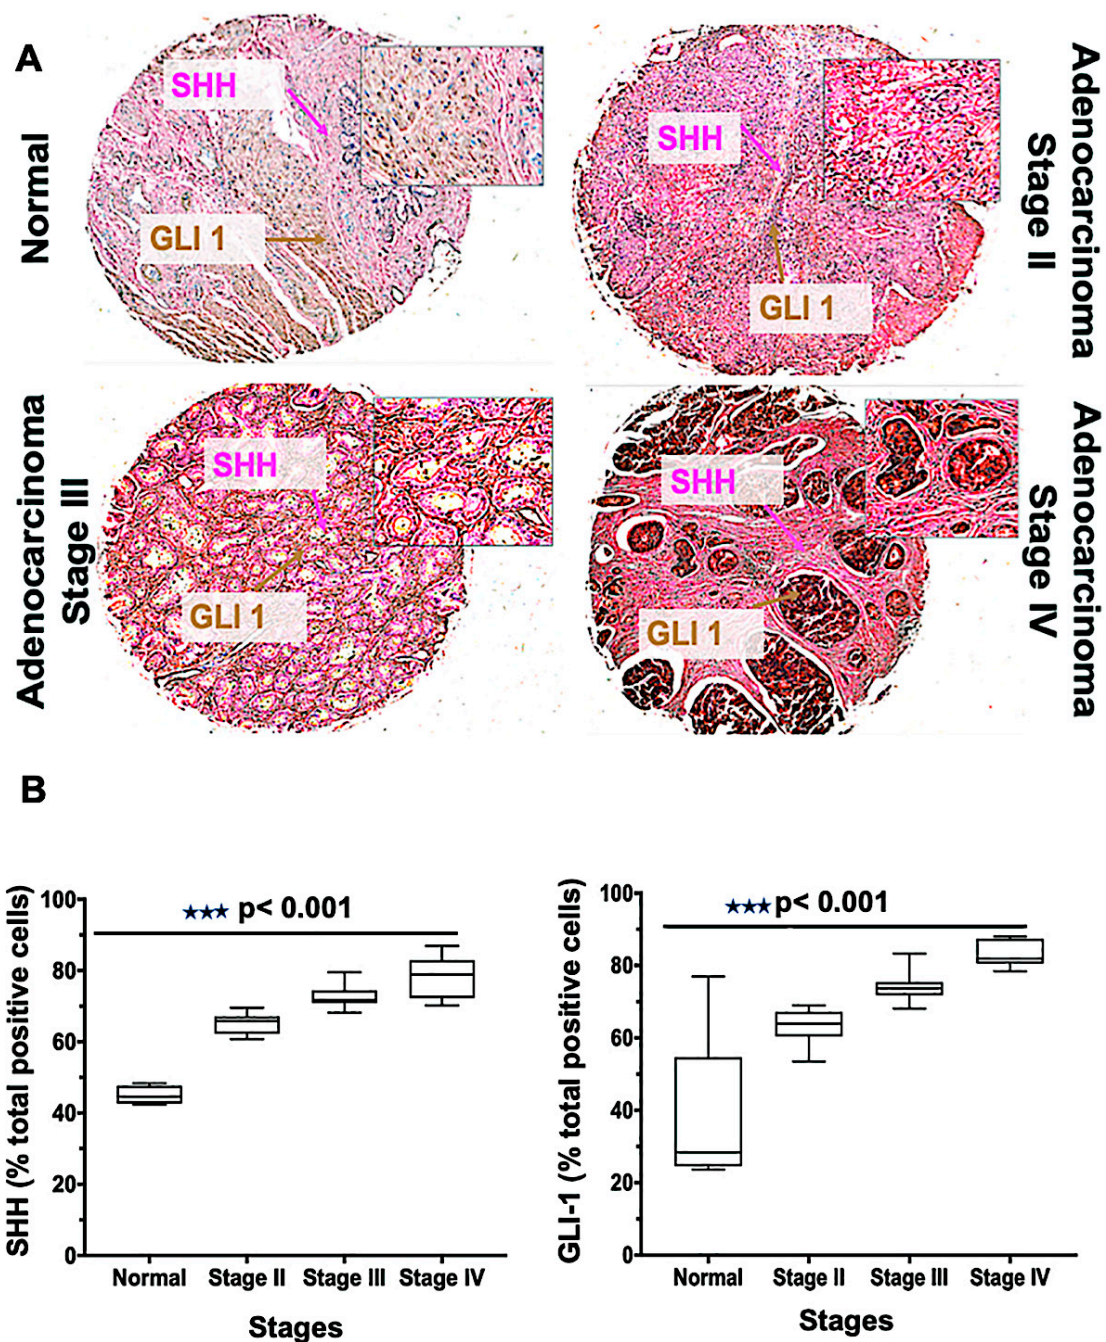 A
Normal
SHH
GLI 1
SHH
GLI 1
Adenocarcinoma
Stage II
Adenocarcinoma
Stage III
SHH
GLI 1
SHH
GLI 1
Adenocarcinoma
Stage IV
B
SHH (% total positive cells)
100
80
60
40
20
0
★★★ p< 0.001
Normal Stage II Stage III Stage IV
Stages
GLI-1 (% total positive cells)
100
80
60
40
20
0
★★★ p< 0.001
Normal Stage II Stage III Stage IV
Stages